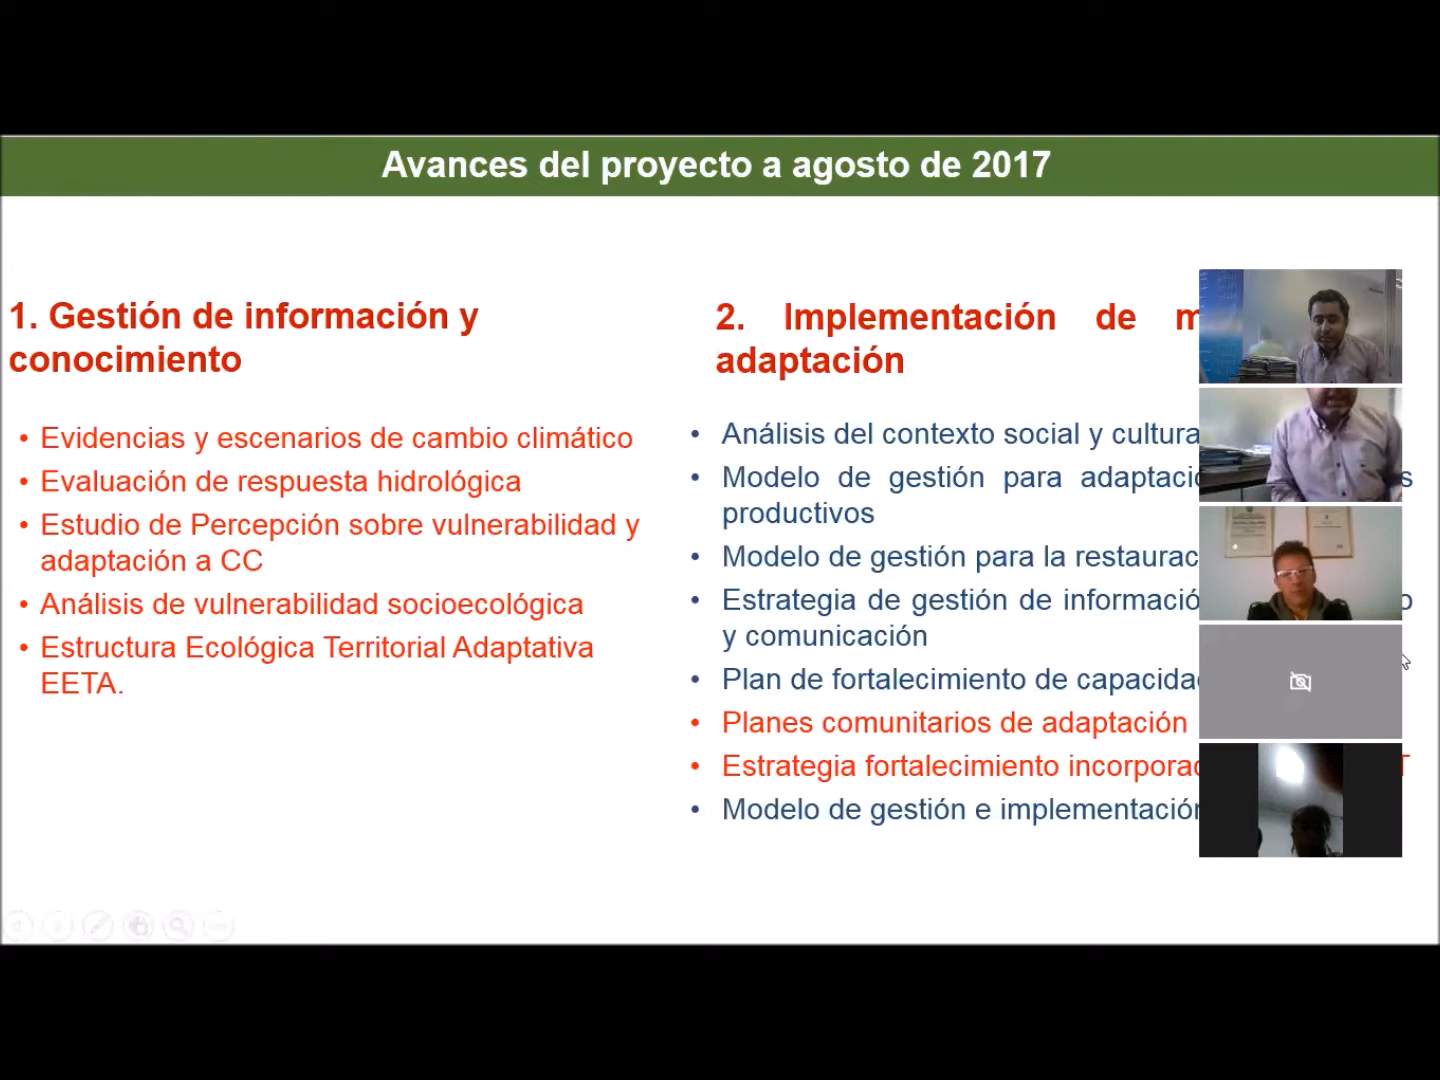 Avances del proyecto a agosto de 2017
1. Gestión de información y
conocimiento
• Evidencias y escenarios de cambio climático
• Evaluación de respuesta hidrológica
• Estudio de Percepción sobre vulnerabilidad y
adaptación a CC
• Análisis de vulnerabilidad socioecológica
• Estructura Ecológica Territorial Adaptativa
EETA.
2. Implementación de
adaptación
• Análisis del contexto social y
• Modelo de gestión para
productivos
• Modelo de gestión para la
• Estrategia de gestión de
y comunicación
• Plan de fortalecimiento de
• Planes comunitarios de adaptación
• Estrategia fortalecimiento
• Modelo de gestión e